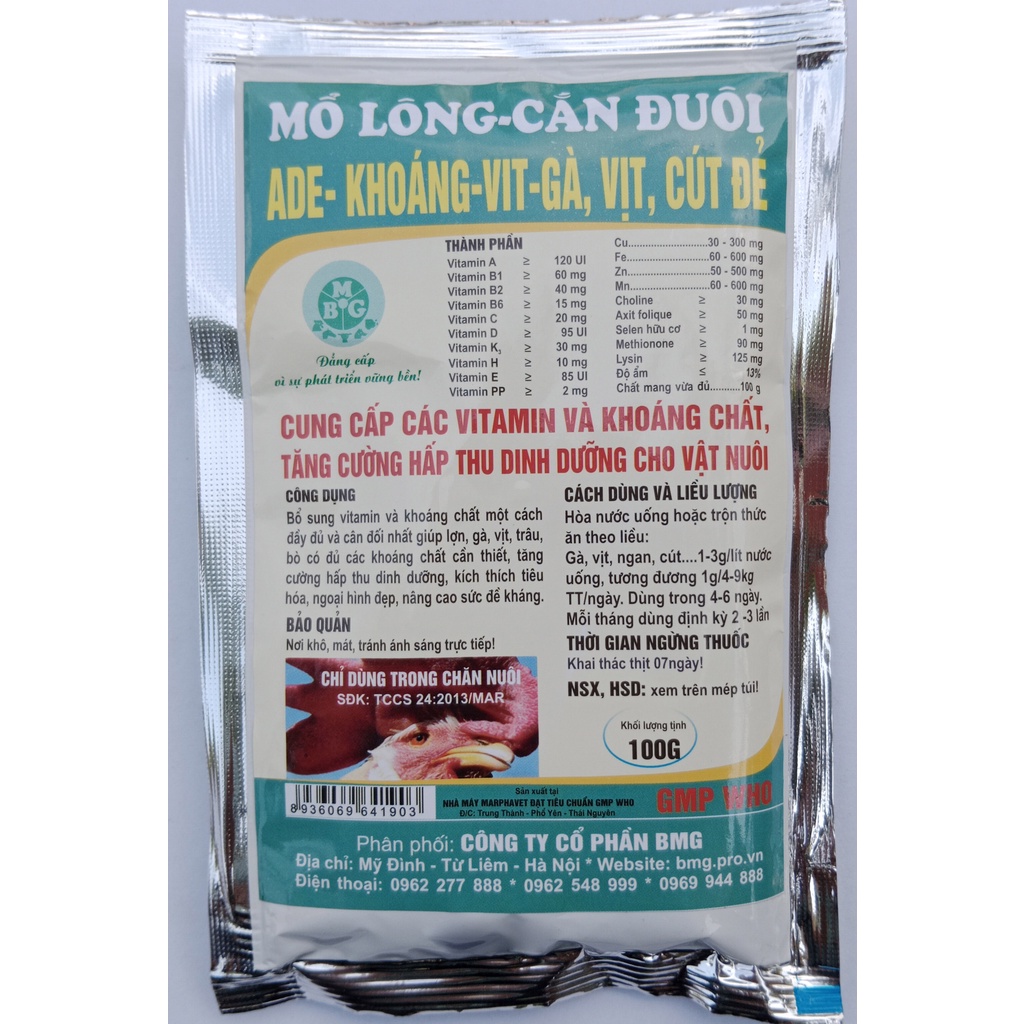 MỔ LÔNG-CẮN ĐUÔI
ADE- KHOÁNG-VIT-GÀ, VỊT, CÚT ĐẺ
M
B G
Đẳng cấp
vì sự phát triển vững bền!
THÀNH PHẦN
Vitamin A ≥ 120 UI
Vitamin B1 ≥ 60 mg
Vitamin B2 ≥ 40 mg
Vitamin B6 ≥ 15 mg
Vitamin C ≥ 20 mg
Vitamin D ≥ 95 UI
Vitamin K3 ≥ 30 mg
Vitamin H ≥ 10 mg
Vitamin E ≥ 85 UI
Vitamin PP ≥ 2 mg
Cu............................30 - 300 mg
Fe............................60 - 600 mg
Zn............................50 - 500 mg
Mn...........................60 - 600 mg
Choline ≥ 30 mg
Axit folique ≥ 50 mg
Selen hữu cơ ≥ 1 mg
Methionone ≥ 90 mg
Lysin ≥ 125 mg
Độ ẩm ≤ 13%
Chất mang vừa đủ...........100 g
CUNG CẤP CÁC VITAMIN VÀ KHOÁNG CHẤT,
TĂNG CƯỜNG HẤP THU DINH DƯỠNG CHO VẬT NUÔI
CÔNG DỤNG
Bổ sung vitamin và khoáng chất một cách
đầy đủ và cân đối nhất giúp lợn, gà, vịt, trâu,
bò có đủ các khoáng chất cần thiết, tăng
cường hấp thu dinh dưỡng, kích thích tiêu
hóa, ngoại hình đẹp, nâng cao sức đề kháng.
BẢO QUẢN
Nơi khô, mát, tránh ánh sáng trực tiếp!
CHỈ DÙNG TRONG CHĂN NUÔI
SĐK: TCCS 24:2013/MAR
CÁCH DÙNG VÀ LIỀU LƯỢNG
Hòa nước uống hoặc trộn thức
ăn theo liều:
Gà, vịt, ngan, cút....1-3g/lít nước
uống, tương đương 1g/4-9kg
TT/ngày. Dùng trong 4-6 ngày.
Mỗi tháng dùng định kỳ 2 -3 lần
THỜI GIAN NGỪNG THUỐC
Khai thác thịt 07ngày!
NSX, HSD: xem trên mép túi!
Khối lượng tịnh
100G
8 936069 641903
Sản xuất tại
NHÀ MÁY MARPHAVET ĐẠT TIÊU CHUẨN GMP WHO
Đ/C: Trung Thành - Phổ Yên - Thái Nguyên
GMP WHO
Phân phối: CÔNG TY CỔ PHẦN BMG
Địa chỉ: Mỹ Đình - Từ Liêm - Hà Nội * Website: bmg.pro.vn
Điện thoại: 0962 277 888 * 0962 548 999 * 0969 944 888